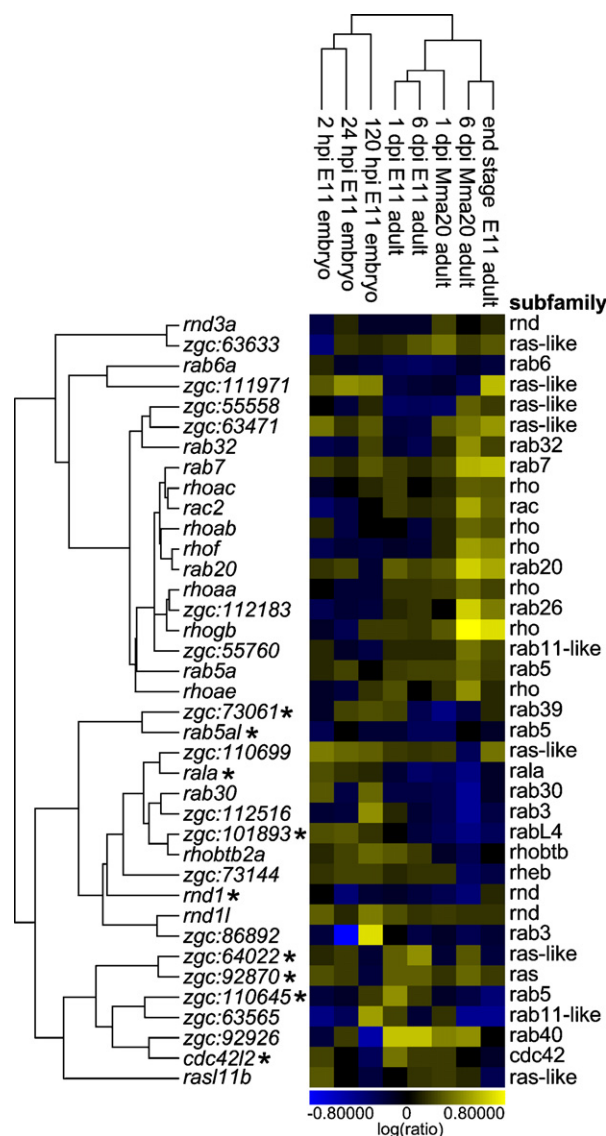 2 hpi E11 embryo
24 hpi E11 embryo
120 hpi E11 embryo
1 dpi E11 adult
6 dpi E11 adult
1 dpi Mma20 adult
6 dpi Mma20 adult
end stage E11 adult
subfamily
rnd3a rnd
zgc:63633 ras-like
rab6a rab6
zgc:111971 ras-like
zgc:55558 ras-like
zgc:63471 ras-like
rab32 rab32
rab7 rab7
rhoac rho
rac2 rac
rhoab rho
rhof rho
rab20 rab20
rhoaa rho
zgc:112183 rab26
rhogb rho
zgc:55760 rab11-like
rab5a rab5
rhoae rho
zgc:73061* rab39
rab5al* rab5
zgc:110699 ras-like
rala* rala
rab30 rab30
zgc:112516 rab3
zgc:101893* rabL4
rhobtb2a rhobtb
zgc:73144 rheb
rnd1* rnd
rnd1l rnd
zgc:86892 rab3
zgc:64022* ras-like
zgc:92870* ras
zgc:110645* rab5
zgc:63565 rab11-like
zgc:92926 rab40
cdc42l2* cdc42
rasl11b ras-like
-0.80000 0 0.80000
log(ratio)